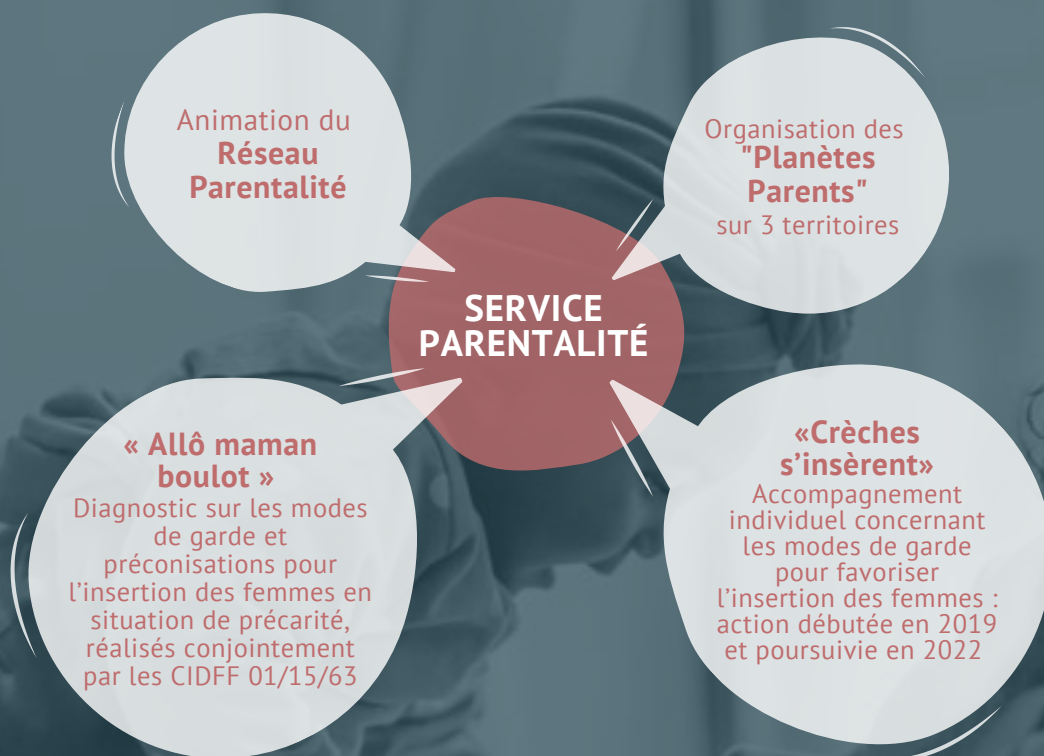 Animation du
Réseau
Parentalité
Organisation des
"Planètes
Parents"
sur 3 territoires
SERVICE
PARENTALITÉ
« Allô maman
boulot »
Diagnostic sur les modes
de garde et
préconisations pour
l'insertion des femmes en
situation de précarité,
réalisés conjointement
par les CIDFF 01/15/63
«Crèches
s’insèrent»
Accompagnement
individuel concernant
les modes de garde
pour favoriser
l'insertion des femmes :
action débutée en 2019
et poursuivie en 2022